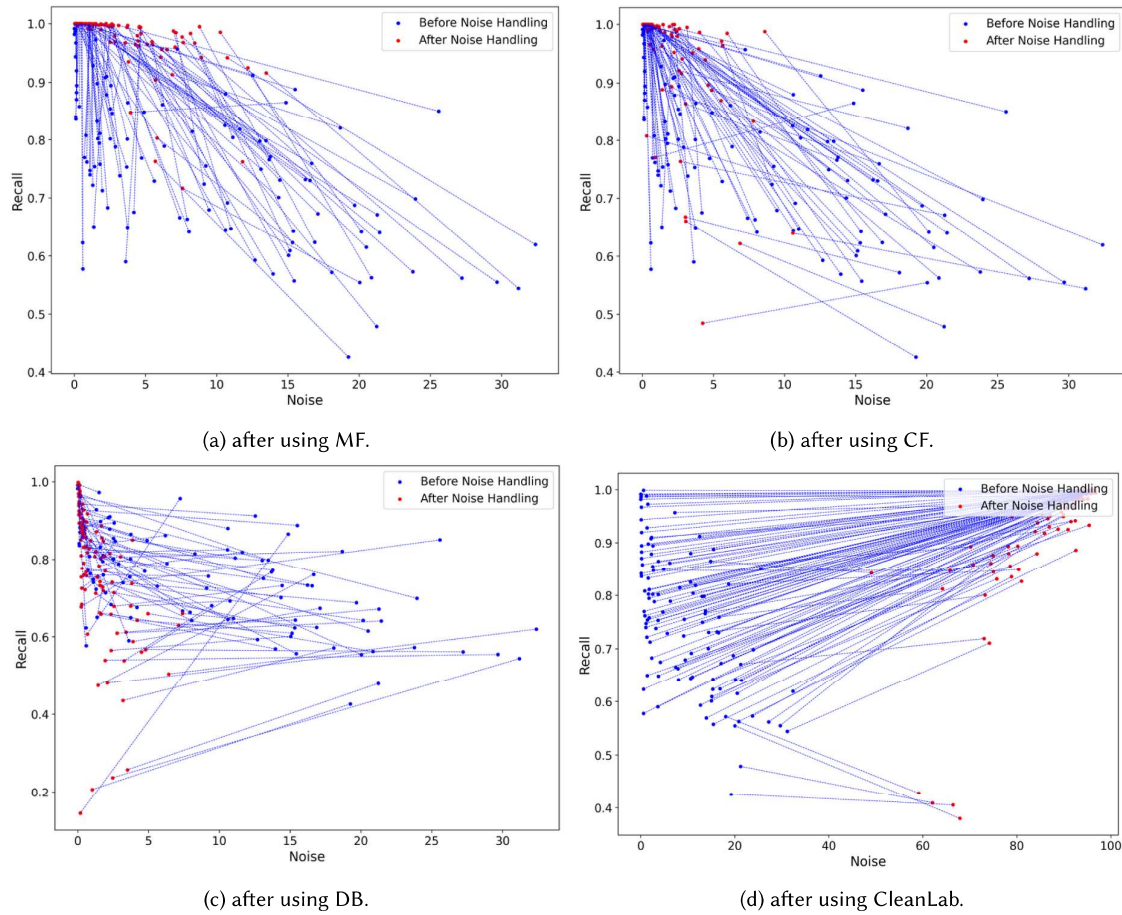 1.0
0.9
0.8
0.7
0.6
0.5
0.4
Recall
0 5 10 15 20 25 30
Noise
Before Noise Handling
After Noise Handling
(a) after using MF.
1.0
0.9
0.8
0.7
0.6
0.5
0.4
Recall
0 5 10 15 20 25 30
Noise
Before Noise Handling
After Noise Handling
(b) after using CF.
1.0
0.8
0.6
0.4
0.2
Recall
0 5 10 15 20 25 30
Noise
Before Noise Handling
After Noise Handling
(c) after using DB.
1.0
0.9
0.8
0.7
0.6
0.5
0.4
Recall
0 20 40 60 80 100
Noise
Before Noise Handling
After Noise Handling
(d) after using CleanLab.